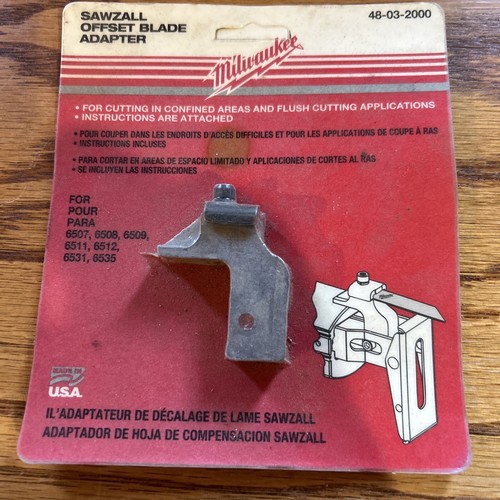 SAWZALL
OFFSET BLADE
ADAPTER
48-03-2000
Milwaukee
• FOR CUTTING IN CONFINED AREAS AND FLUSH CUTTING APPLICATIONS
• INSTRUCTIONS ARE ATTACHED
• POUR COUPER DANS LES ENDROITS D'ACCÈS DIFFICILES ET POUR LES APPLICATIONS DE COUPE À RAS
• INSTRUCTIONS INCLUSES
• PARA CORTAR EN AREAS DE ESPACIO LIMITADO Y APLICACIONES DE CORTES AL RAS
• SE INCLUYEN LAS INSTRUCCIONES
FOR
POUR
PARA
6507, 6508, 6509,
6511, 6512,
6531, 6535
MADE IN
U.S.A.
IL'ADAPTATEUR DE DÉCALAGE DE LAME SAWZALL
ADAPTADOR DE HOJA DE COMPENSACION SAWZALL